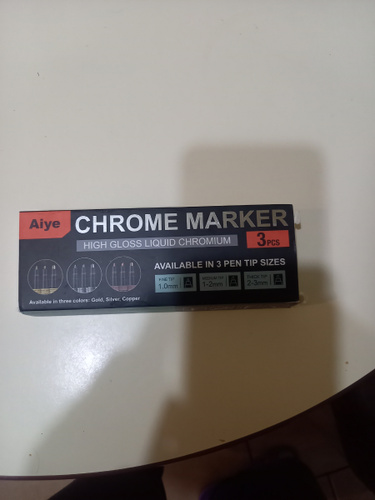 Aiye
CHROME MARKER
HIGH GLOSS LIQUID CHROMIUM
3PCS
AVAILABLE IN 3 PEN TIP SIZES
1.0mm
1-2mm
2-3mm
Available in three colors: Gold, Silver, Copper